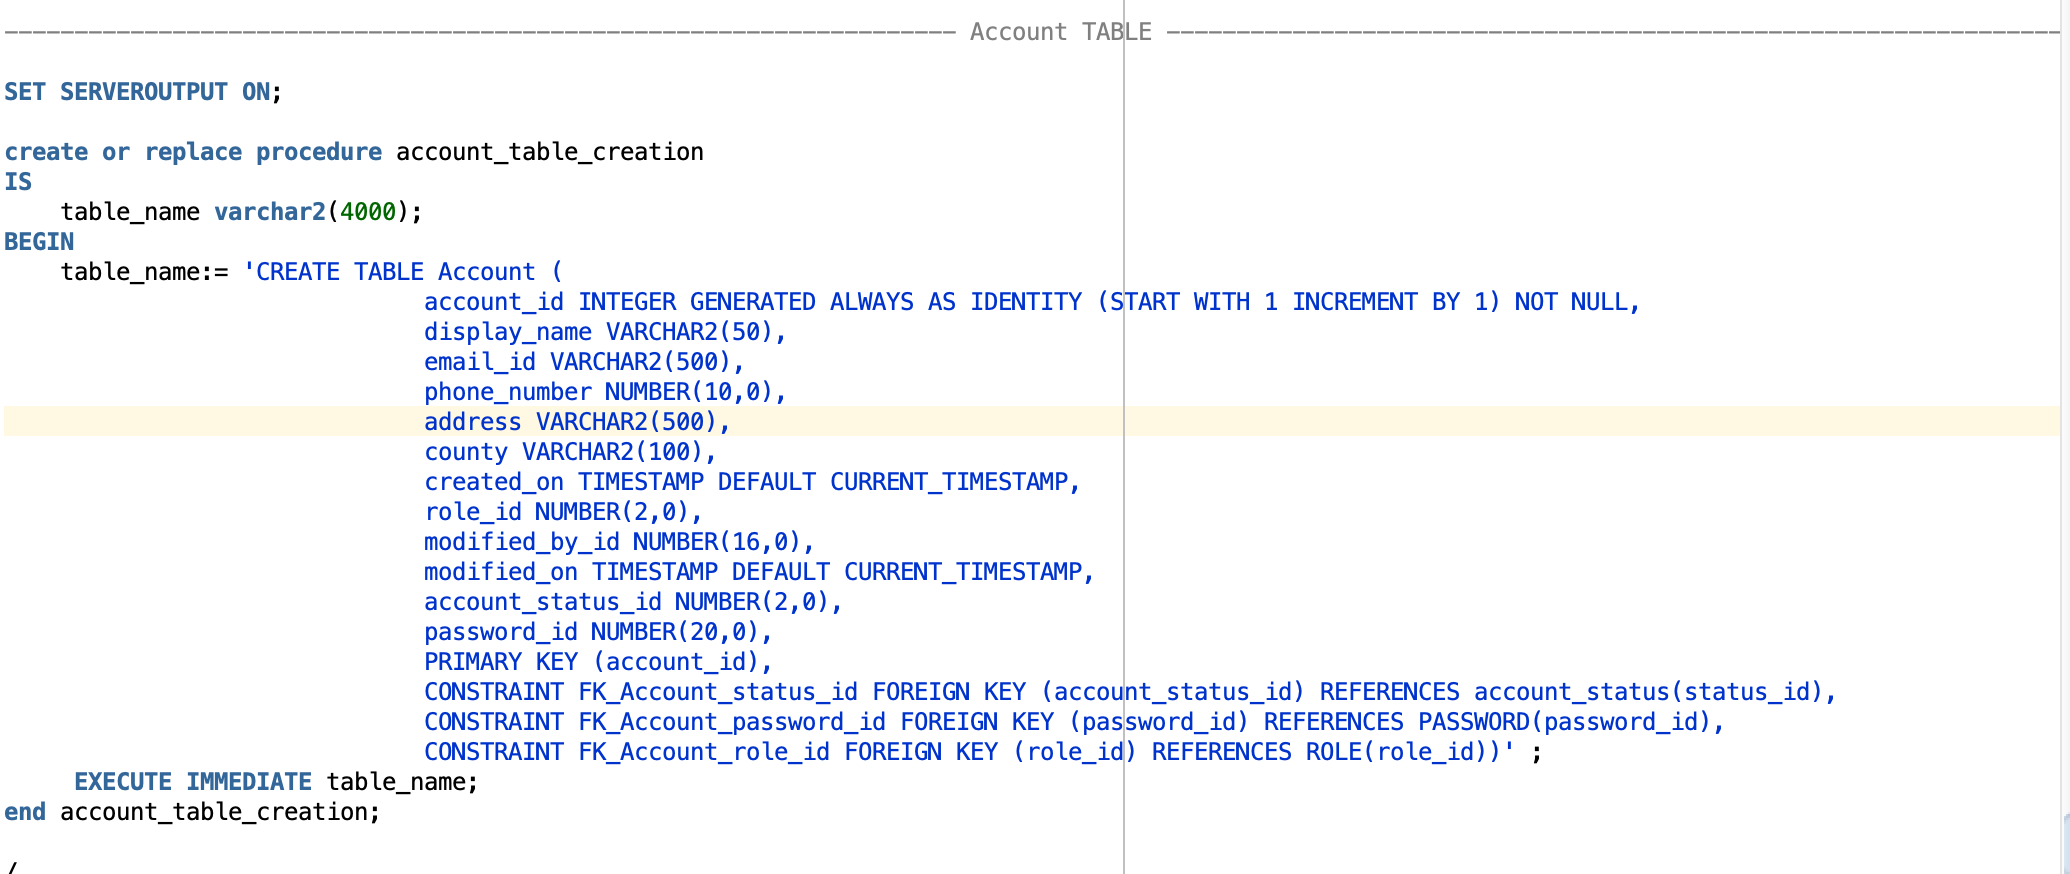 ---------------------------------------------------------------------- Account TABLE ------------------------------------------------------------------
SET SERVEROUTPUT ON;
create or replace procedure account_table_creation
IS
    table_name varchar2(4000);
BEGIN
    table_name:= 'CREATE TABLE Account (
                              account_id INTEGER GENERATED ALWAYS AS IDENTITY (START WITH 1 INCREMENT BY 1) NOT NULL,
                              display_name VARCHAR2(50),
                              email_id VARCHAR2(500),
                              phone_number NUMBER(10,0),
                              address VARCHAR2(500),
                              county VARCHAR2(100),
                              created_on TIMESTAMP DEFAULT CURRENT_TIMESTAMP,
                              role_id NUMBER(2,0),
                              modified_by_id NUMBER(16,0),
                              modified_on TIMESTAMP DEFAULT CURRENT_TIMESTAMP,
                              account_status_id NUMBER(2,0),
                              password_id NUMBER(20,0),
                              PRIMARY KEY (account_id),
                              CONSTRAINT FK_Account_status_id FOREIGN KEY (account_status_id) REFERENCES account_status(status_id),
                              CONSTRAINT FK_Account_password_id FOREIGN KEY (password_id) REFERENCES PASSWORD(password_id),
                              CONSTRAINT FK_Account_role_id FOREIGN KEY (role_id) REFERENCES ROLE(role_id))' ;
     EXECUTE IMMEDIATE table_name;
end account_table_creation;
/